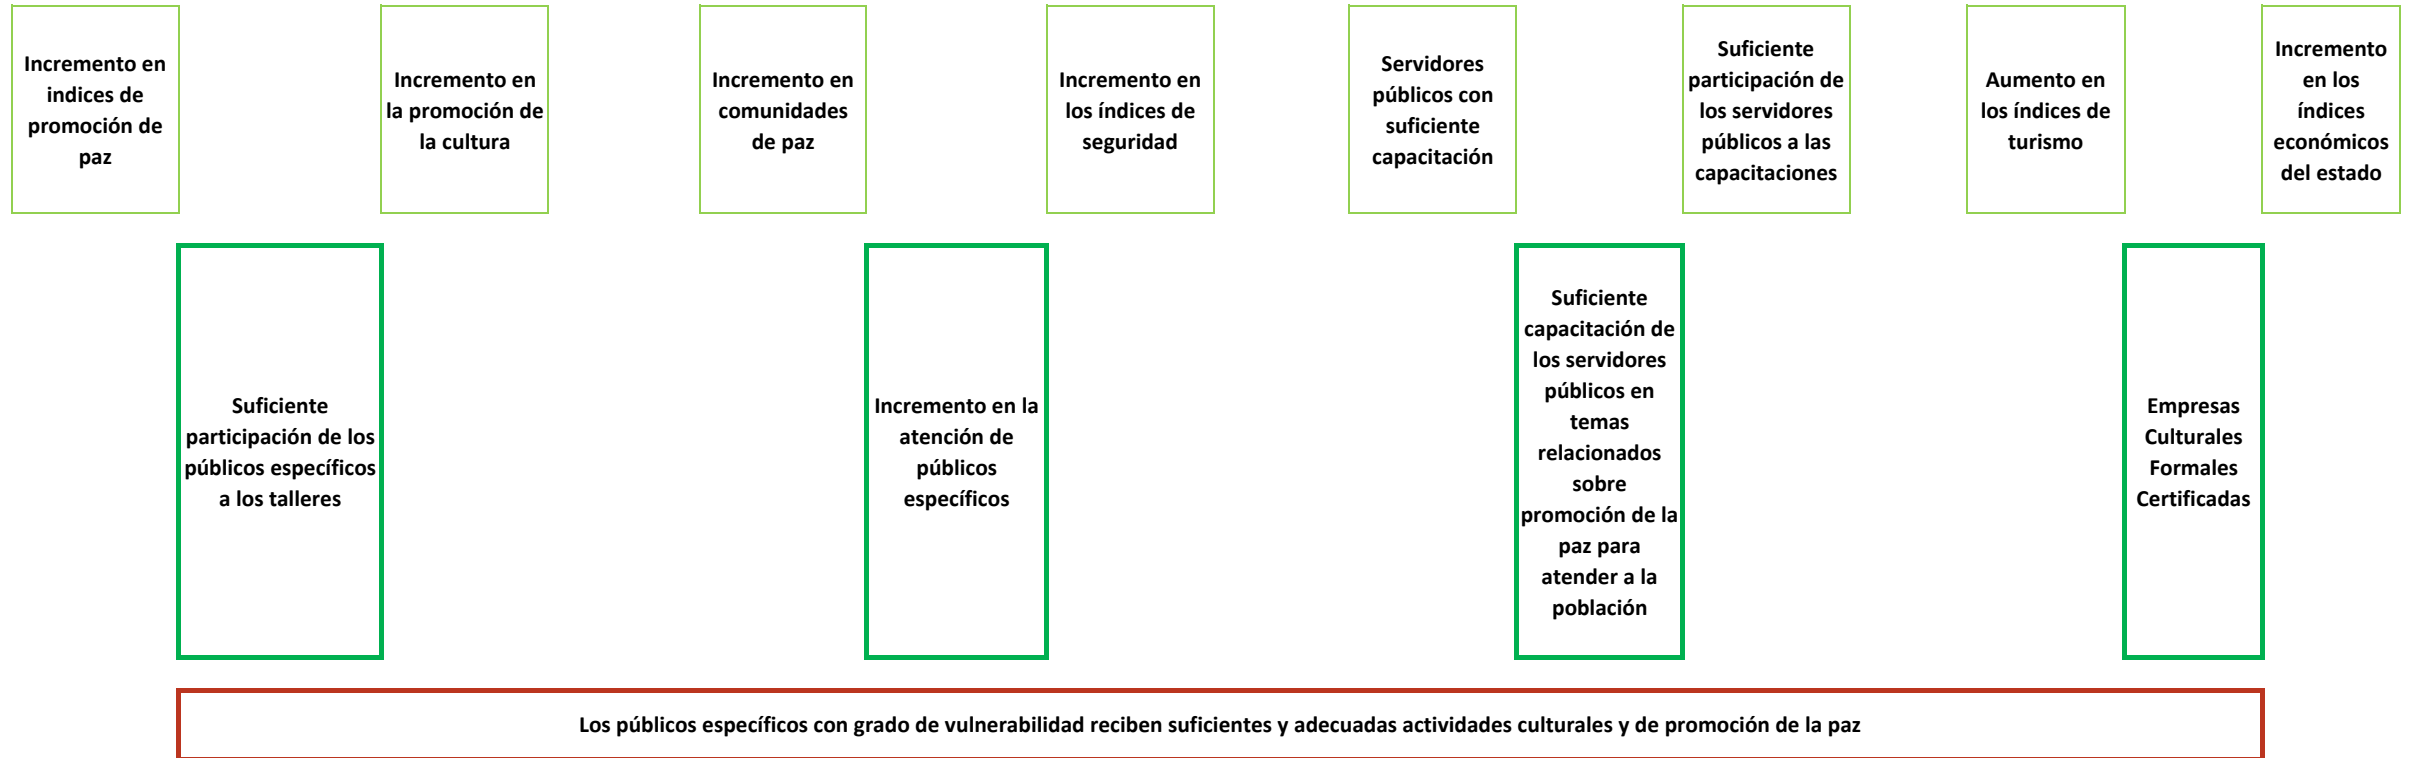 Incremento en
indices de
promoción de
paz
Incremento en
la promoción de
la cultura
Incremento en
comunidades
de paz
Incremento en
los índices de
seguridad
Servidores
públicos con
suficiente
capacitación
Suficiente
participación de
los servidores
públicos a las
capacitaciones
Aumento en
los índices de
turismo
Incremento
en los
índices
económicos
del estado
Suficiente
participación de los
públicos específicos
a los talleres
Incremento en la
atención de
públicos
específicos
Suficiente
capacitación de
los servidores
públicos en
temas
relacionados
sobre
promoción de la
paz para
atender a la
población
Empresas
Culturales
Formales
Certificadas
Los públicos específicos con grado de vulnerabilidad reciben suficientes y adecuadas actividades culturales y de promoción de la paz